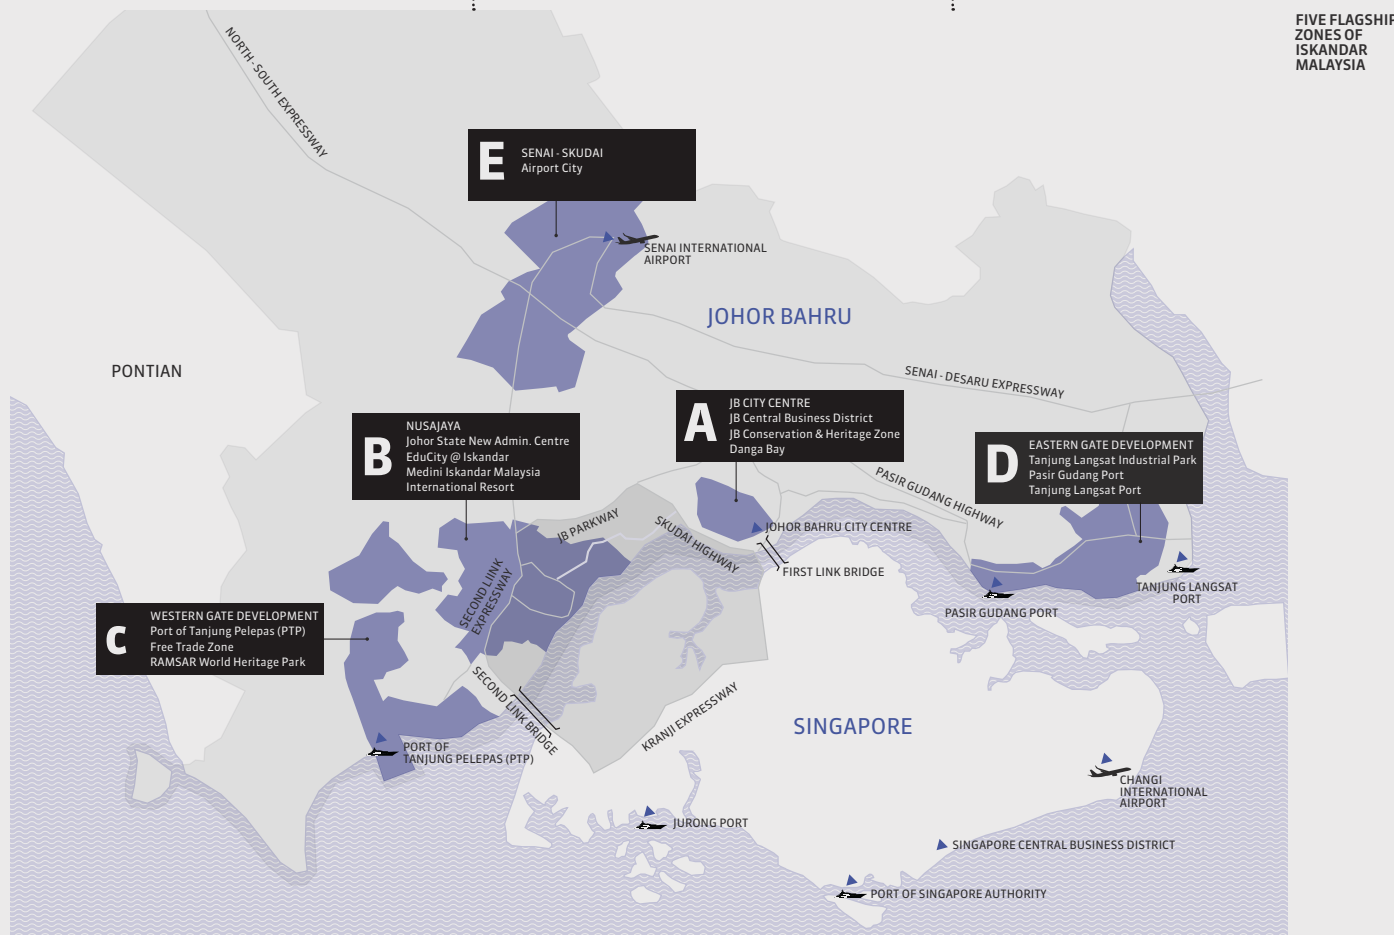 FIVE FLAGSHIP
ZONES OF
ISKANDAR
MALAYSIA
NORTH - SOUTH EXPRESSWAY
E
SENAI - SKUDAI
Airport City
SENAI INTERNATIONAL
AIRPORT
JOHOR BAHRU
PONTIAN
SENAI - DESARU EXPRESSWAY
A
JB CITY CENTRE
JB Central Business District
JB Conservation & Heritage Zone
Danga Bay
B
NUSAJAYA
Johor State New Admin. Centre
EduCity @ Iskandar
Medini Iskandar Malaysia
International Resort
D
EASTERN GATE DEVELOPMENT
Tanjung Langsat Industrial Park
Pasir Gudang Port
Tanjung Langsat Port
PASIR GUDANG HIGHWAY
JB PARKWAY
SKUDAI HIGHWAY
JOHOR BAHRU CITY CENTRE
FIRST LINK BRIDGE
SECOND LIINK
EXPRESSWAY
TANJUNG LANGSAT
PORT
PASIR GUDANG PORT
C
WESTERN GATE DEVELOPMENT
Port of Tanjung Pelepas (PTP)
Free Trade Zone
RAMSAR World Heritage Park
SECOND LINK BRIDGE
KRANJI EXPRESSWAY
SINGAPORE
PORT OF
TANJUNG PELEPAS (PTP)
CHANGI
INTERNATIONAL
AIRPORT
JURONG PORT
SINGAPORE CENTRAL BUSINESS DISTRICT
PORT OF SINGAPORE AUTHORITY